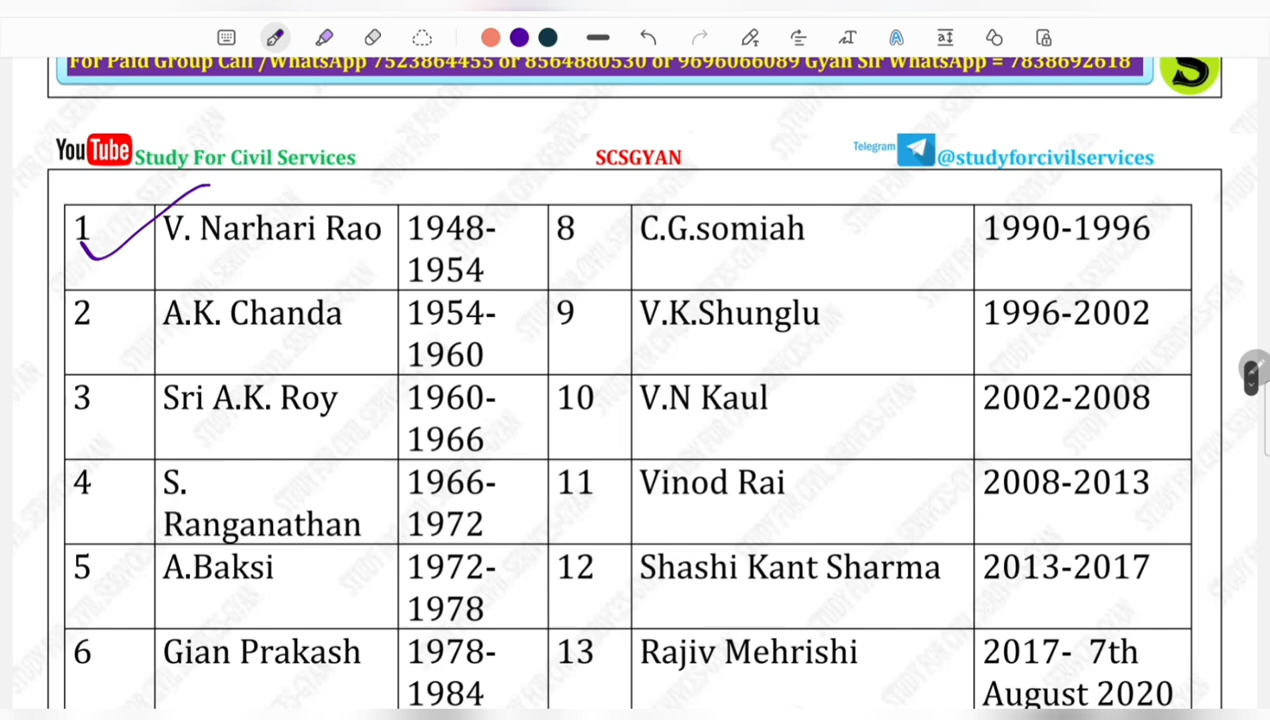 For Paid Group Call /WhatsApp 7523864455 or 8564880530 or 9696066089 Gyan Sir WhatsApp = 7838692618
S
YouTube Study For Civil Services SCSGYAN Telegram @studyforcivilservices
1 V. Narhari Rao 1948- 8 C.G.somiah 1990-1996
1954
2 A.K. Chanda 1954- 9 V.K.Shunglu 1996-2002
1960
3 Sri A.K. Roy 1960- 10 V.N Kaul 2002-2008
1966
4 S. 1966- 11 Vinod Rai 2008-2013
Ranganathan 1972
5 A.Baksi 1972- 12 Shashi Kant Sharma 2013-2017
1978
6 Gian Prakash 1978- 13 Rajiv Mehrishi 2017- 7th
1984 August 2020